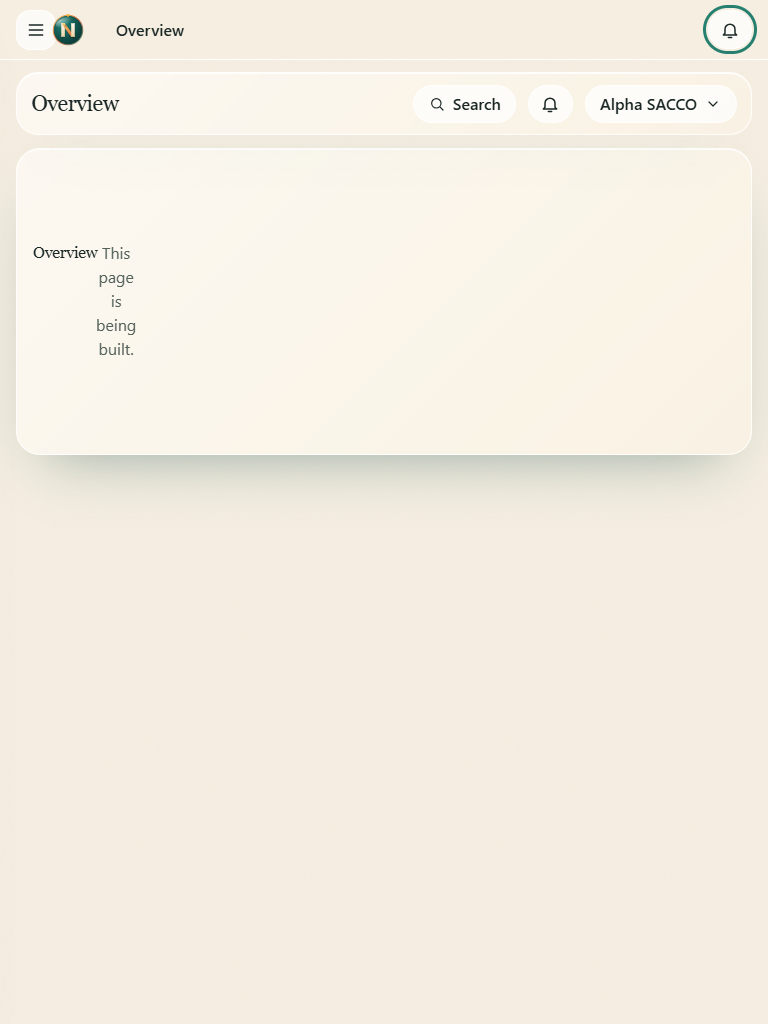 N
Overview
Overview
Search
Alpha SACCO
Overview
This
page
is
being
built.